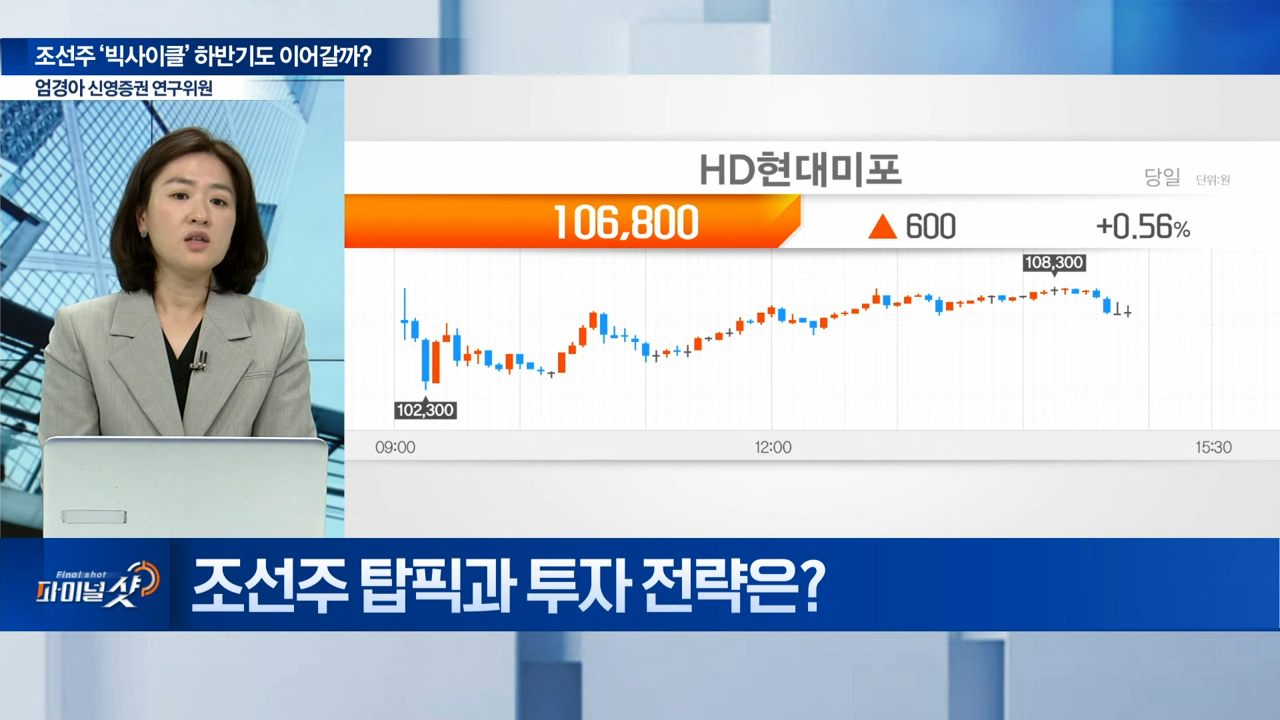 조선주 ‘빅사이클’ 하반기도 이어갈까?
엄경아 신영증권 연구위원
HD현대미포
당일 단위:원
106,800 ▲ 600 +0.56%
108,300
102,300
09:00 12:00 15:30
Final shot
파이널 샷
조선주 탑픽과 투자 전략은?